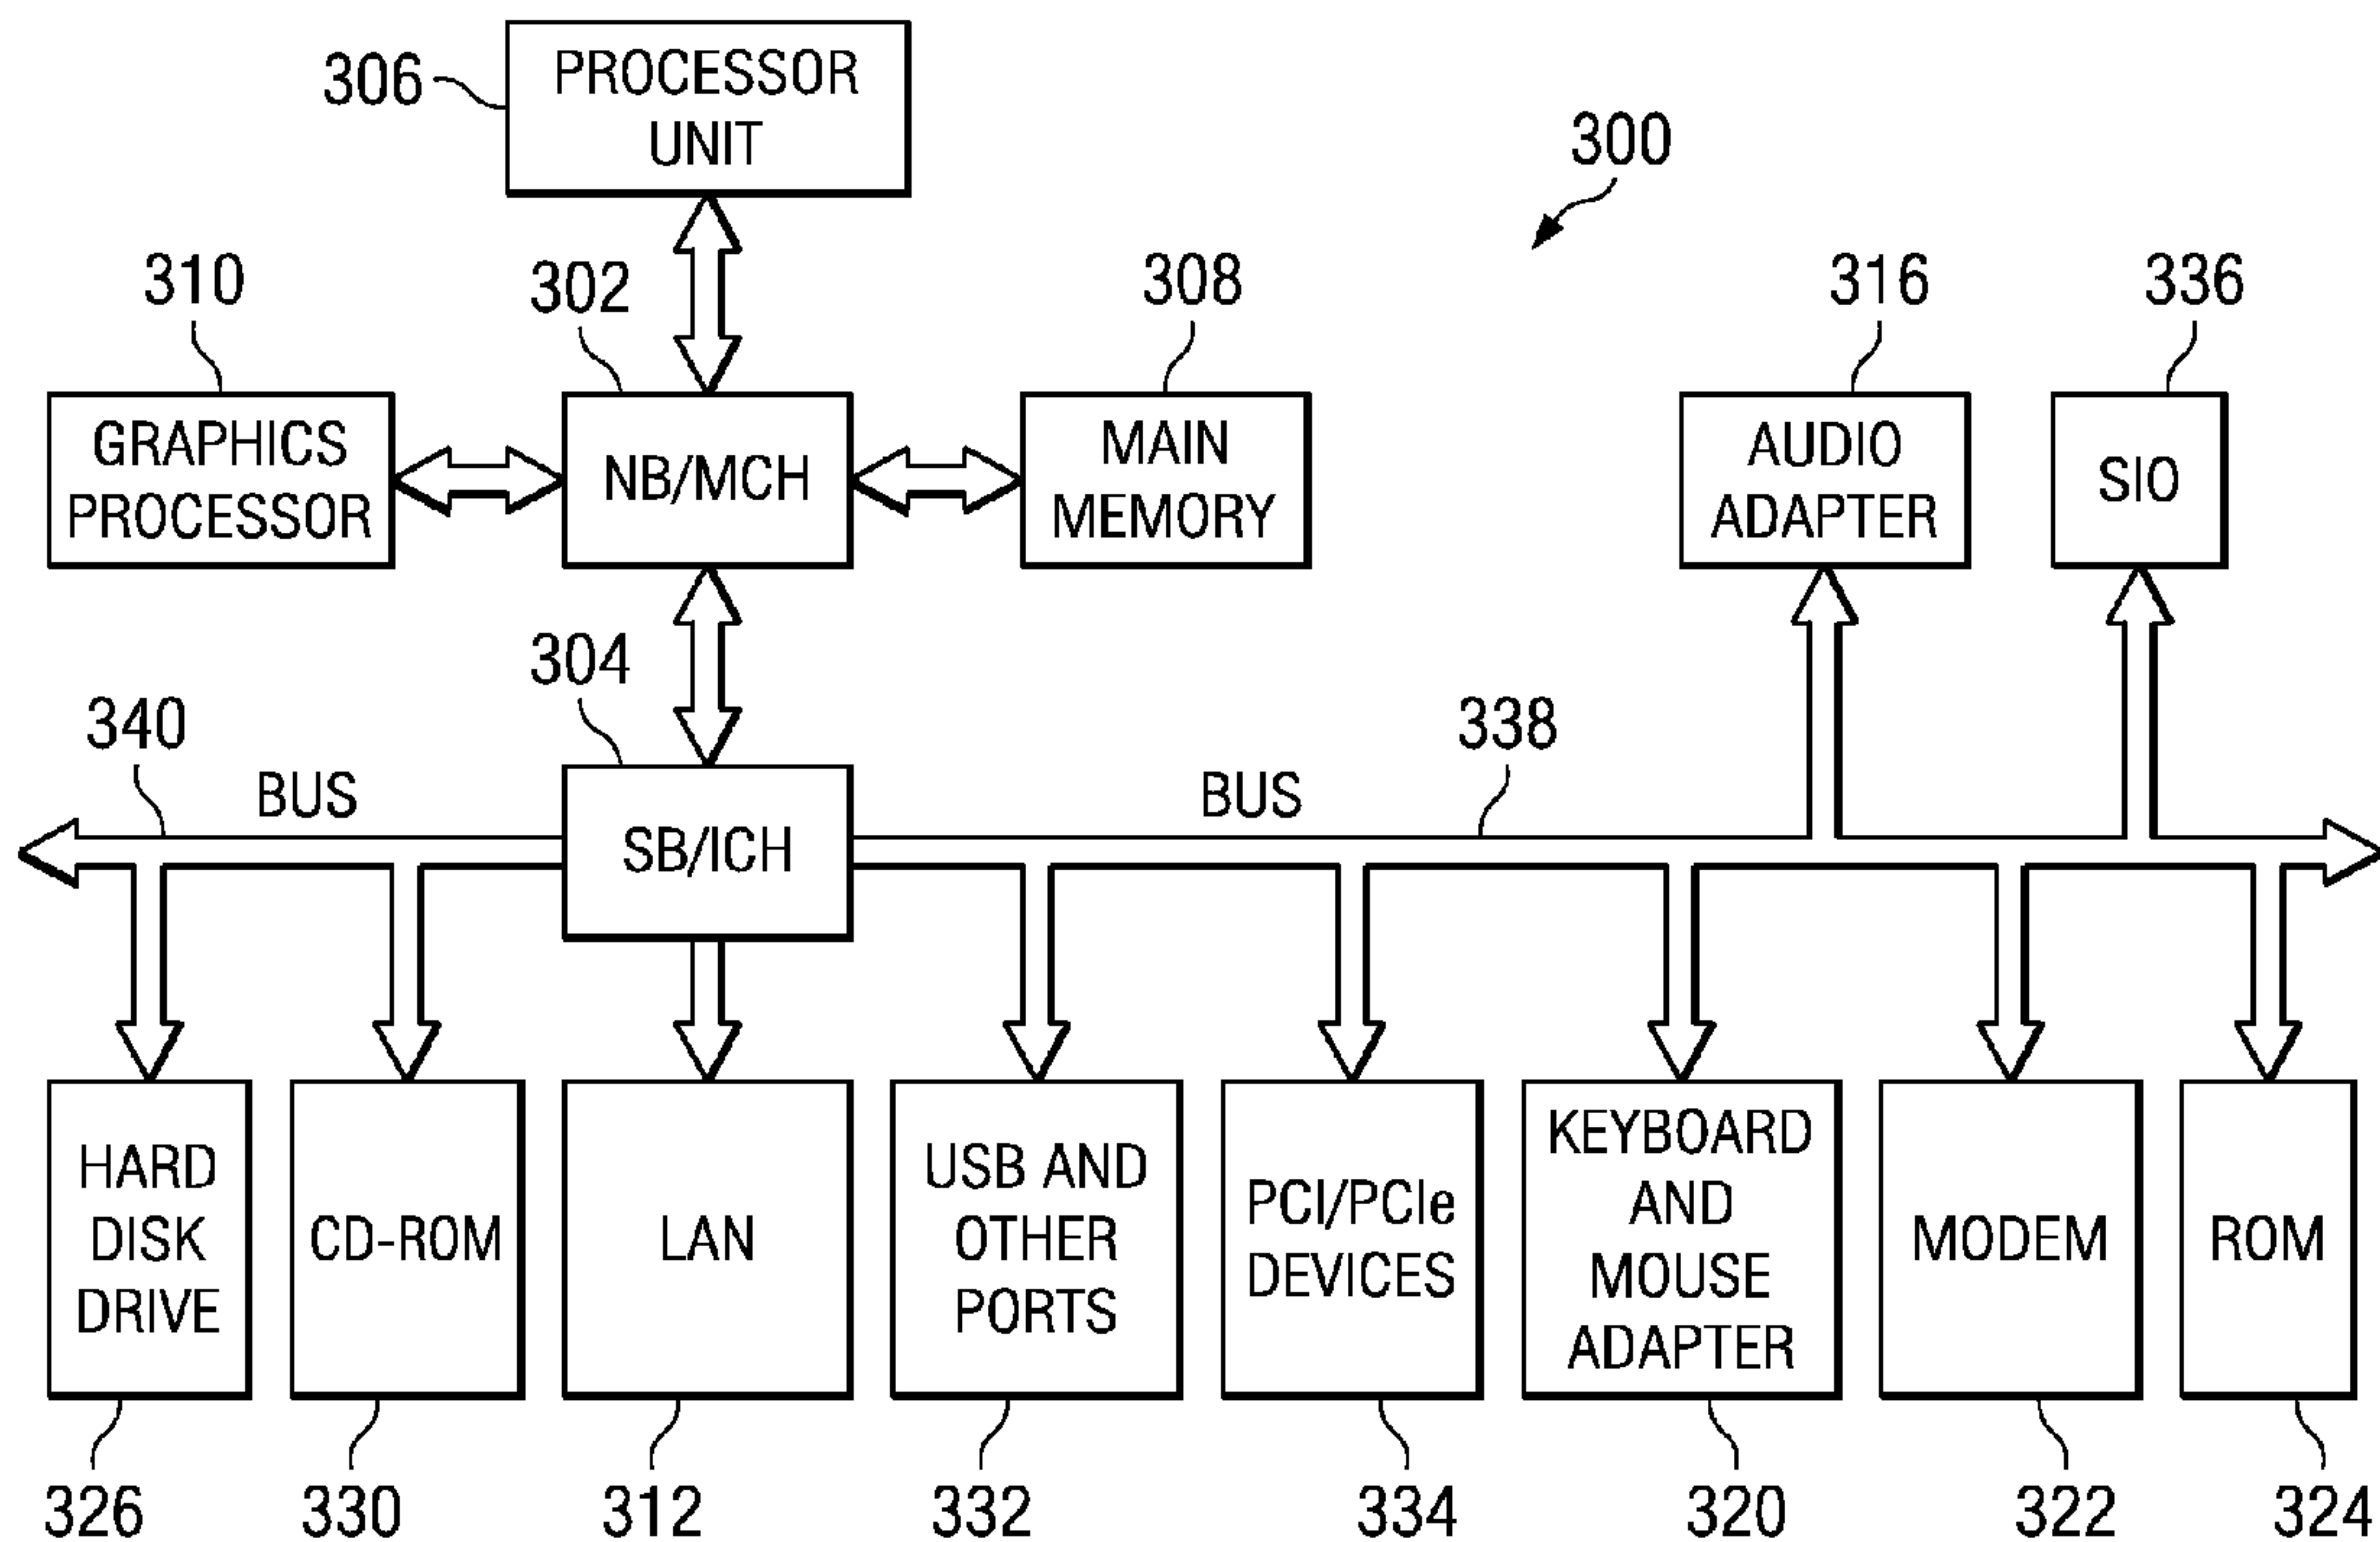 306
PROCESSOR
UNIT
300
310
302
308
316
336
GRAPHICS
PROCESSOR
NB/MCH
MAIN
MEMORY
AUDIO
ADAPTER
SIO
304
340
BUS
338
BUS
SB/ICH
HARD
DISK
DRIVE
CD-ROM
LAN
USB AND
OTHER
PORTS
PCI/PCIe
DEVICES
KEYBOARD
AND
MOUSE
ADAPTER
MODEM
ROM
326
330
312
332
334
320
322
324